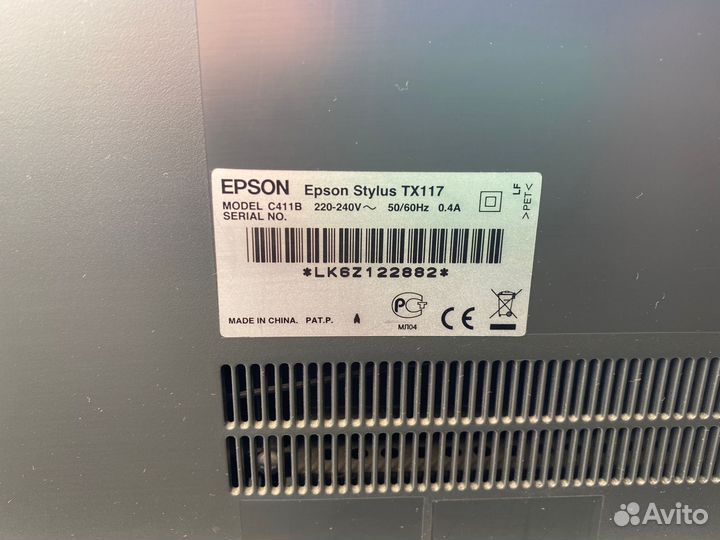 EPSON Epson Stylus TX117
MODEL C411B 220-240V~ 50/60Hz 0.4A
SERIAL NO.
*LK6Z122882*
MADE IN CHINA. PAT.P. A
МЛ04
CE
LF
>PET<
Avito